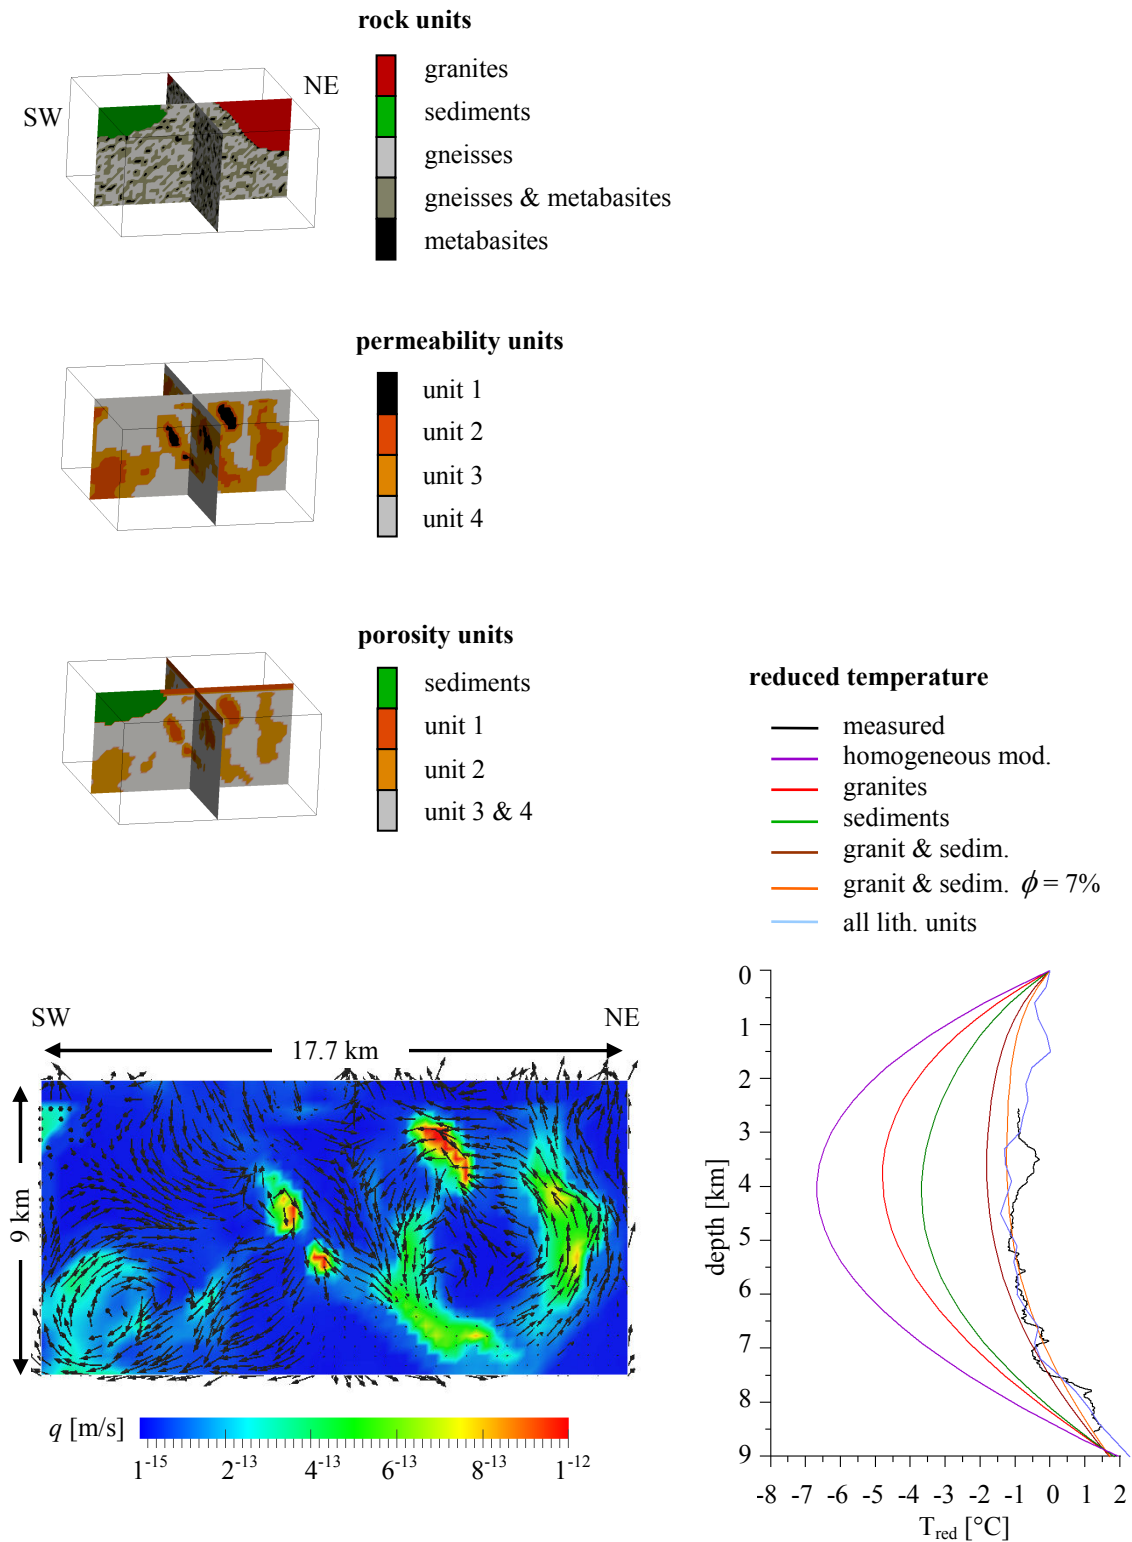 rock units
granites
SW
NE
sediments
gneisses
gneisses & metabasites
metabasites
permeability units
unit 1
unit 2
unit 3
unit 4
porosity units
sediments
unit 1
unit 2
unit 3 & 4
reduced temperature
measured
homogeneous mod.
granites
sediments
granit & sedim.
granit & sedim. ϕ = 7%
all lith. units
SW
NE
17.7 km
9 km
q [m/s]
1⁻¹⁵ 2⁻¹³ 4⁻¹³ 6⁻¹³ 8⁻¹³ 1⁻¹²
0
1
2
3
4
5
6
7
8
9
depth [km]
-8 -7 -6 -5 -4 -3 -2 -1 0 1 2
T_red [°C]